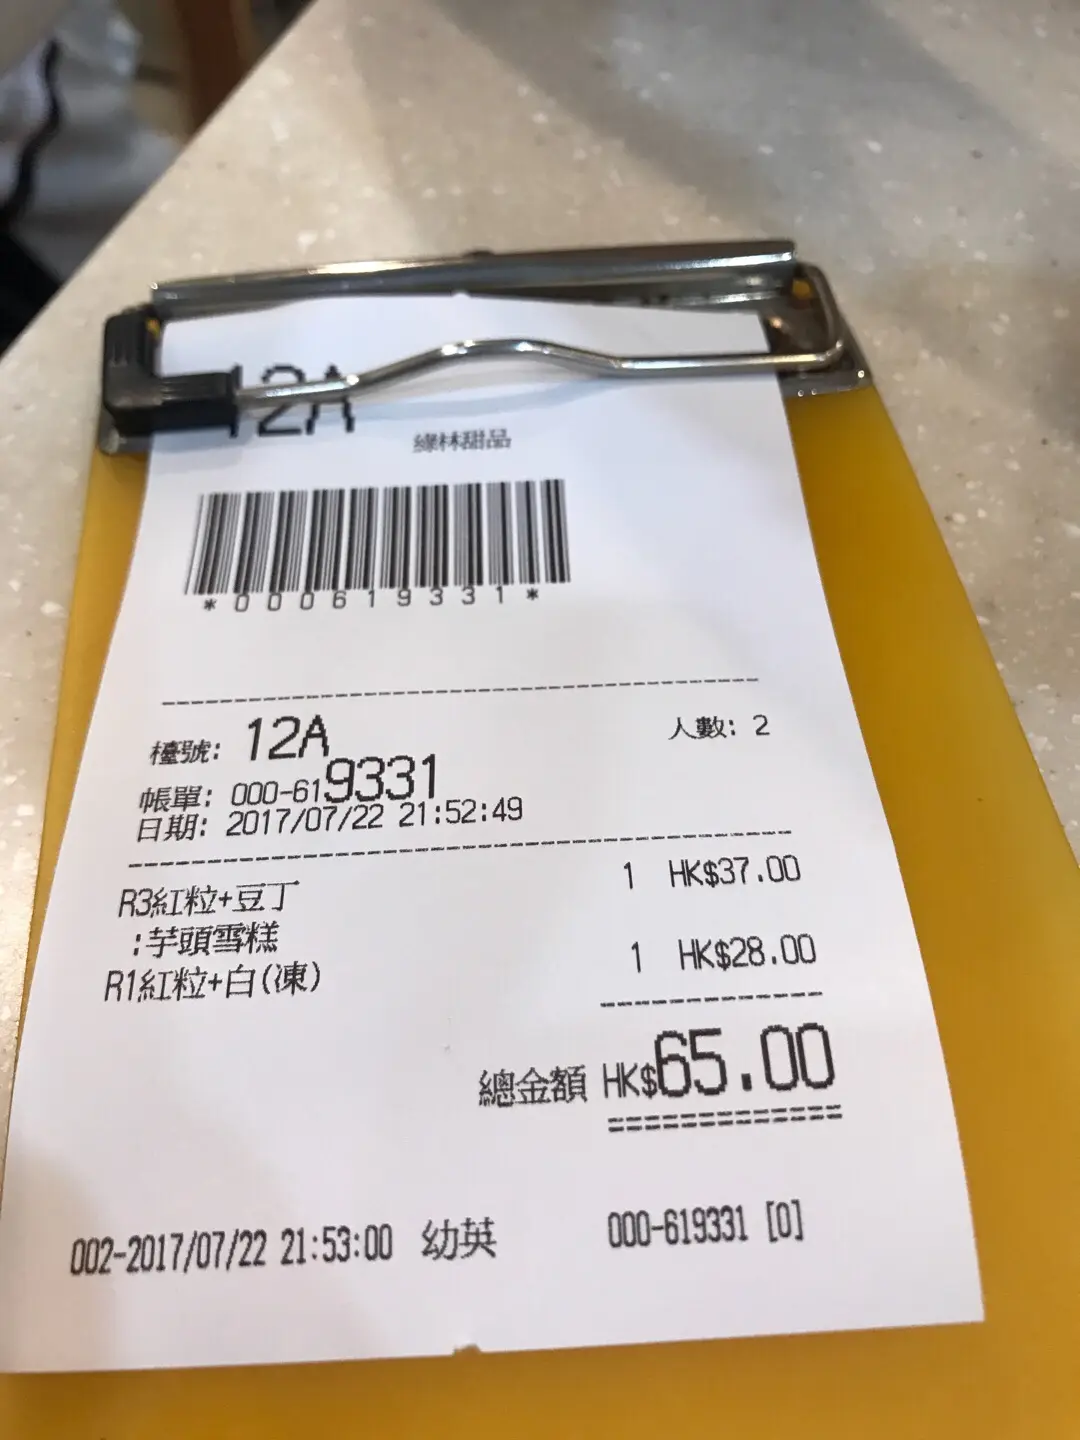 12A
綠林甜品
*000619331*
檯號: 12A 人數: 2
帳單: 000-619331
日期: 2017/07/22 21:52:49
R3紅粒+豆丁 1 HK$37.00
:芋頭雪糕
R1紅粒+白(凍) 1 HK$28.00
總金額 HK$65.00
002-2017/07/22 21:53:00 幼英 000-619331 [0]